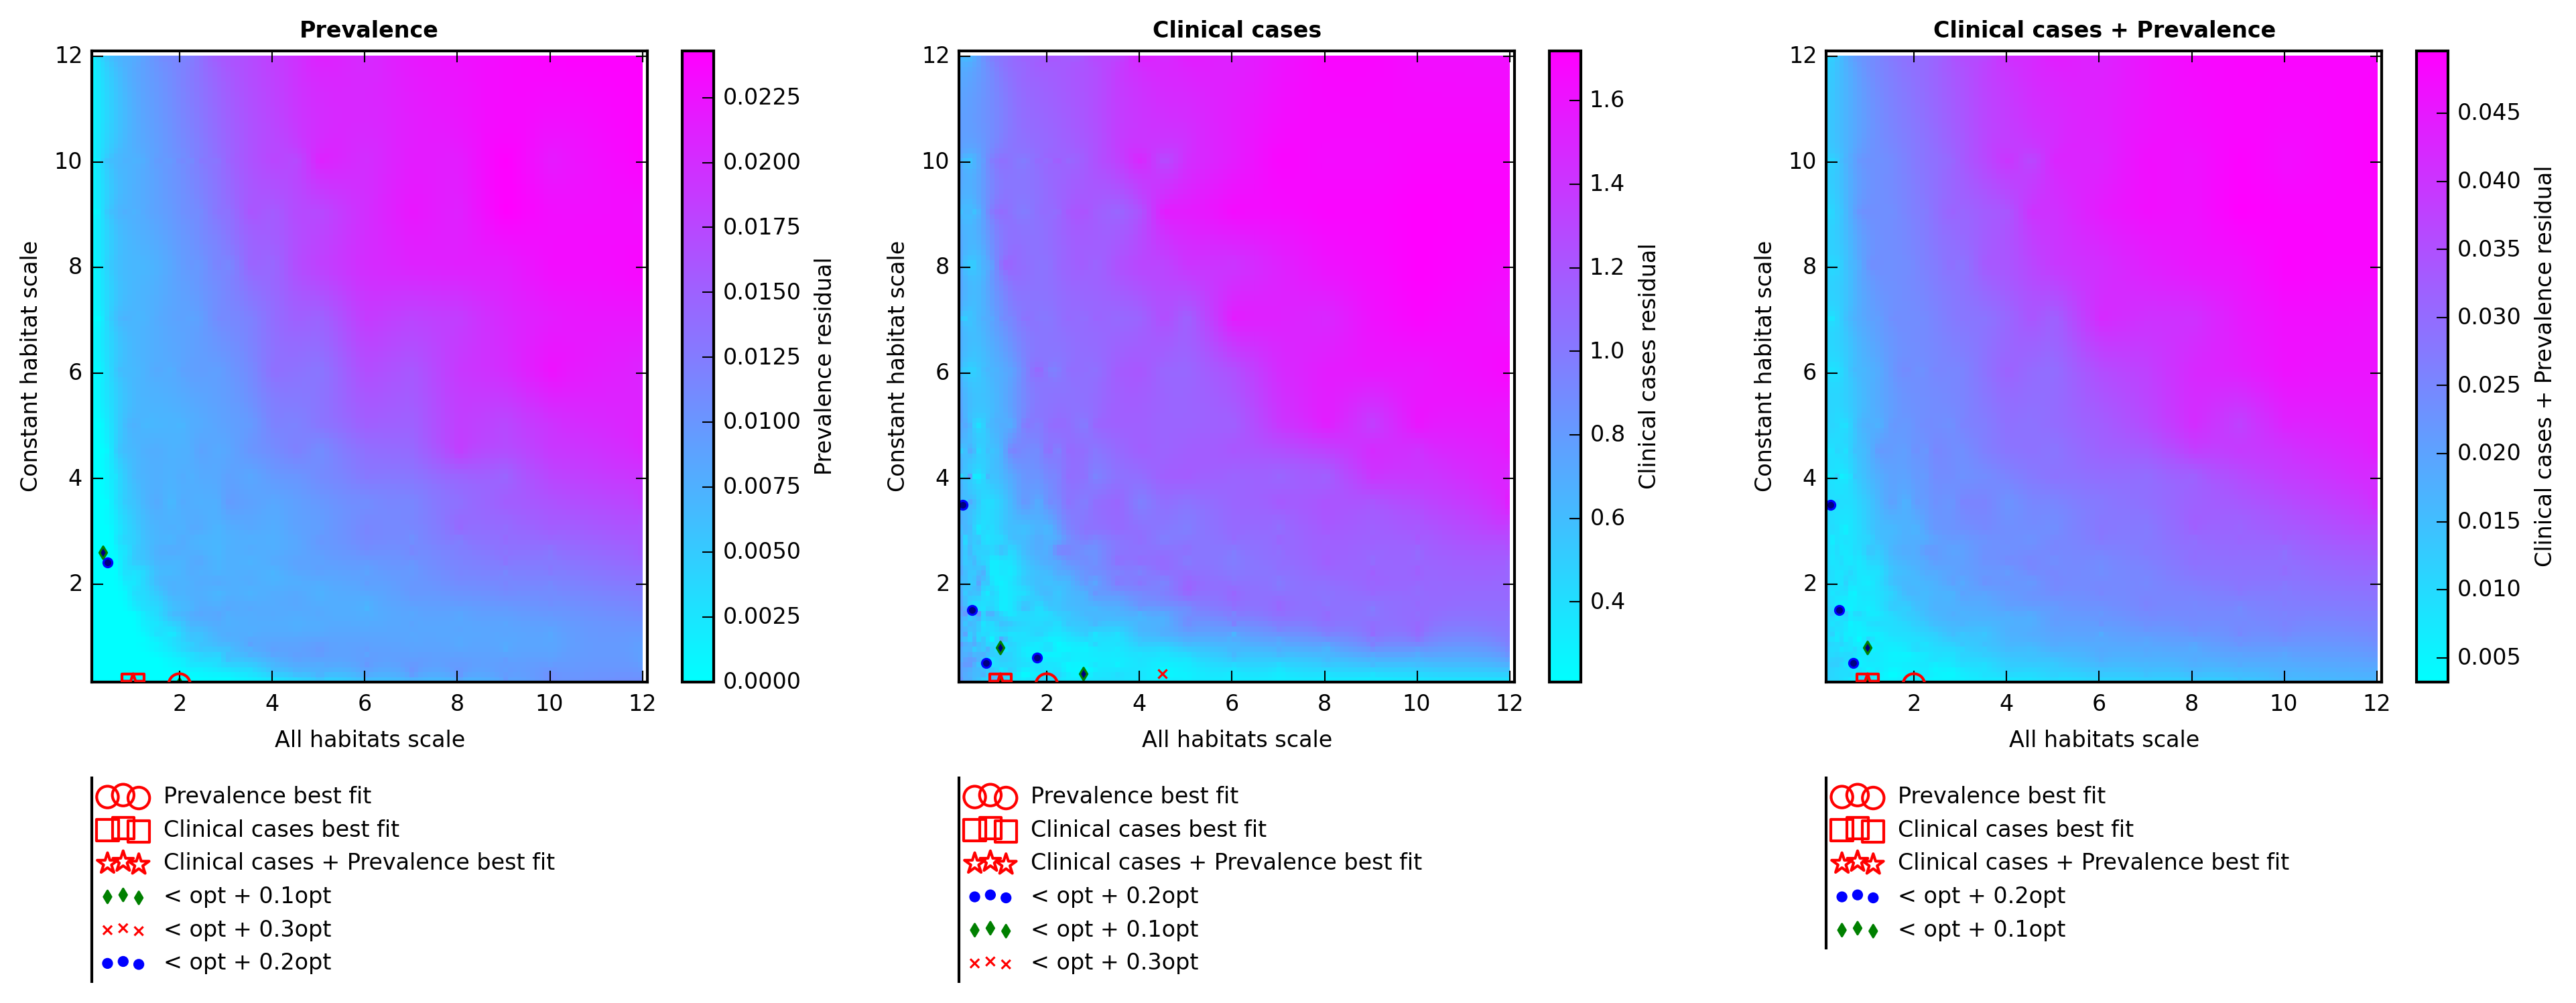 Prevalence
12
10
8
6
4
2
Constant habitat scale
2 4 6 8 10 12
All habitats scale
0.0225
0.0200
0.0175
0.0150
0.0125
0.0100
0.0075
0.0050
0.0025
0.0000
Prevalence residual
Prevalence best fit
Clinical cases best fit
Clinical cases + Prevalence best fit
< opt + 0.1opt
< opt + 0.3opt
< opt + 0.2opt
Clinical cases
12
10
8
6
4
2
Constant habitat scale
2 4 6 8 10 12
All habitats scale
1.6
1.4
1.2
1.0
0.8
0.6
0.4
Clinical cases residual
Prevalence best fit
Clinical cases best fit
Clinical cases + Prevalence best fit
< opt + 0.2opt
< opt + 0.1opt
< opt + 0.3opt
Clinical cases + Prevalence
12
10
8
6
4
2
Constant habitat scale
2 4 6 8 10 12
All habitats scale
0.045
0.040
0.035
0.030
0.025
0.020
0.015
0.010
0.005
Clinical cases + Prevalence residual
Prevalence best fit
Clinical cases best fit
Clinical cases + Prevalence best fit
< opt + 0.2opt
< opt + 0.1opt